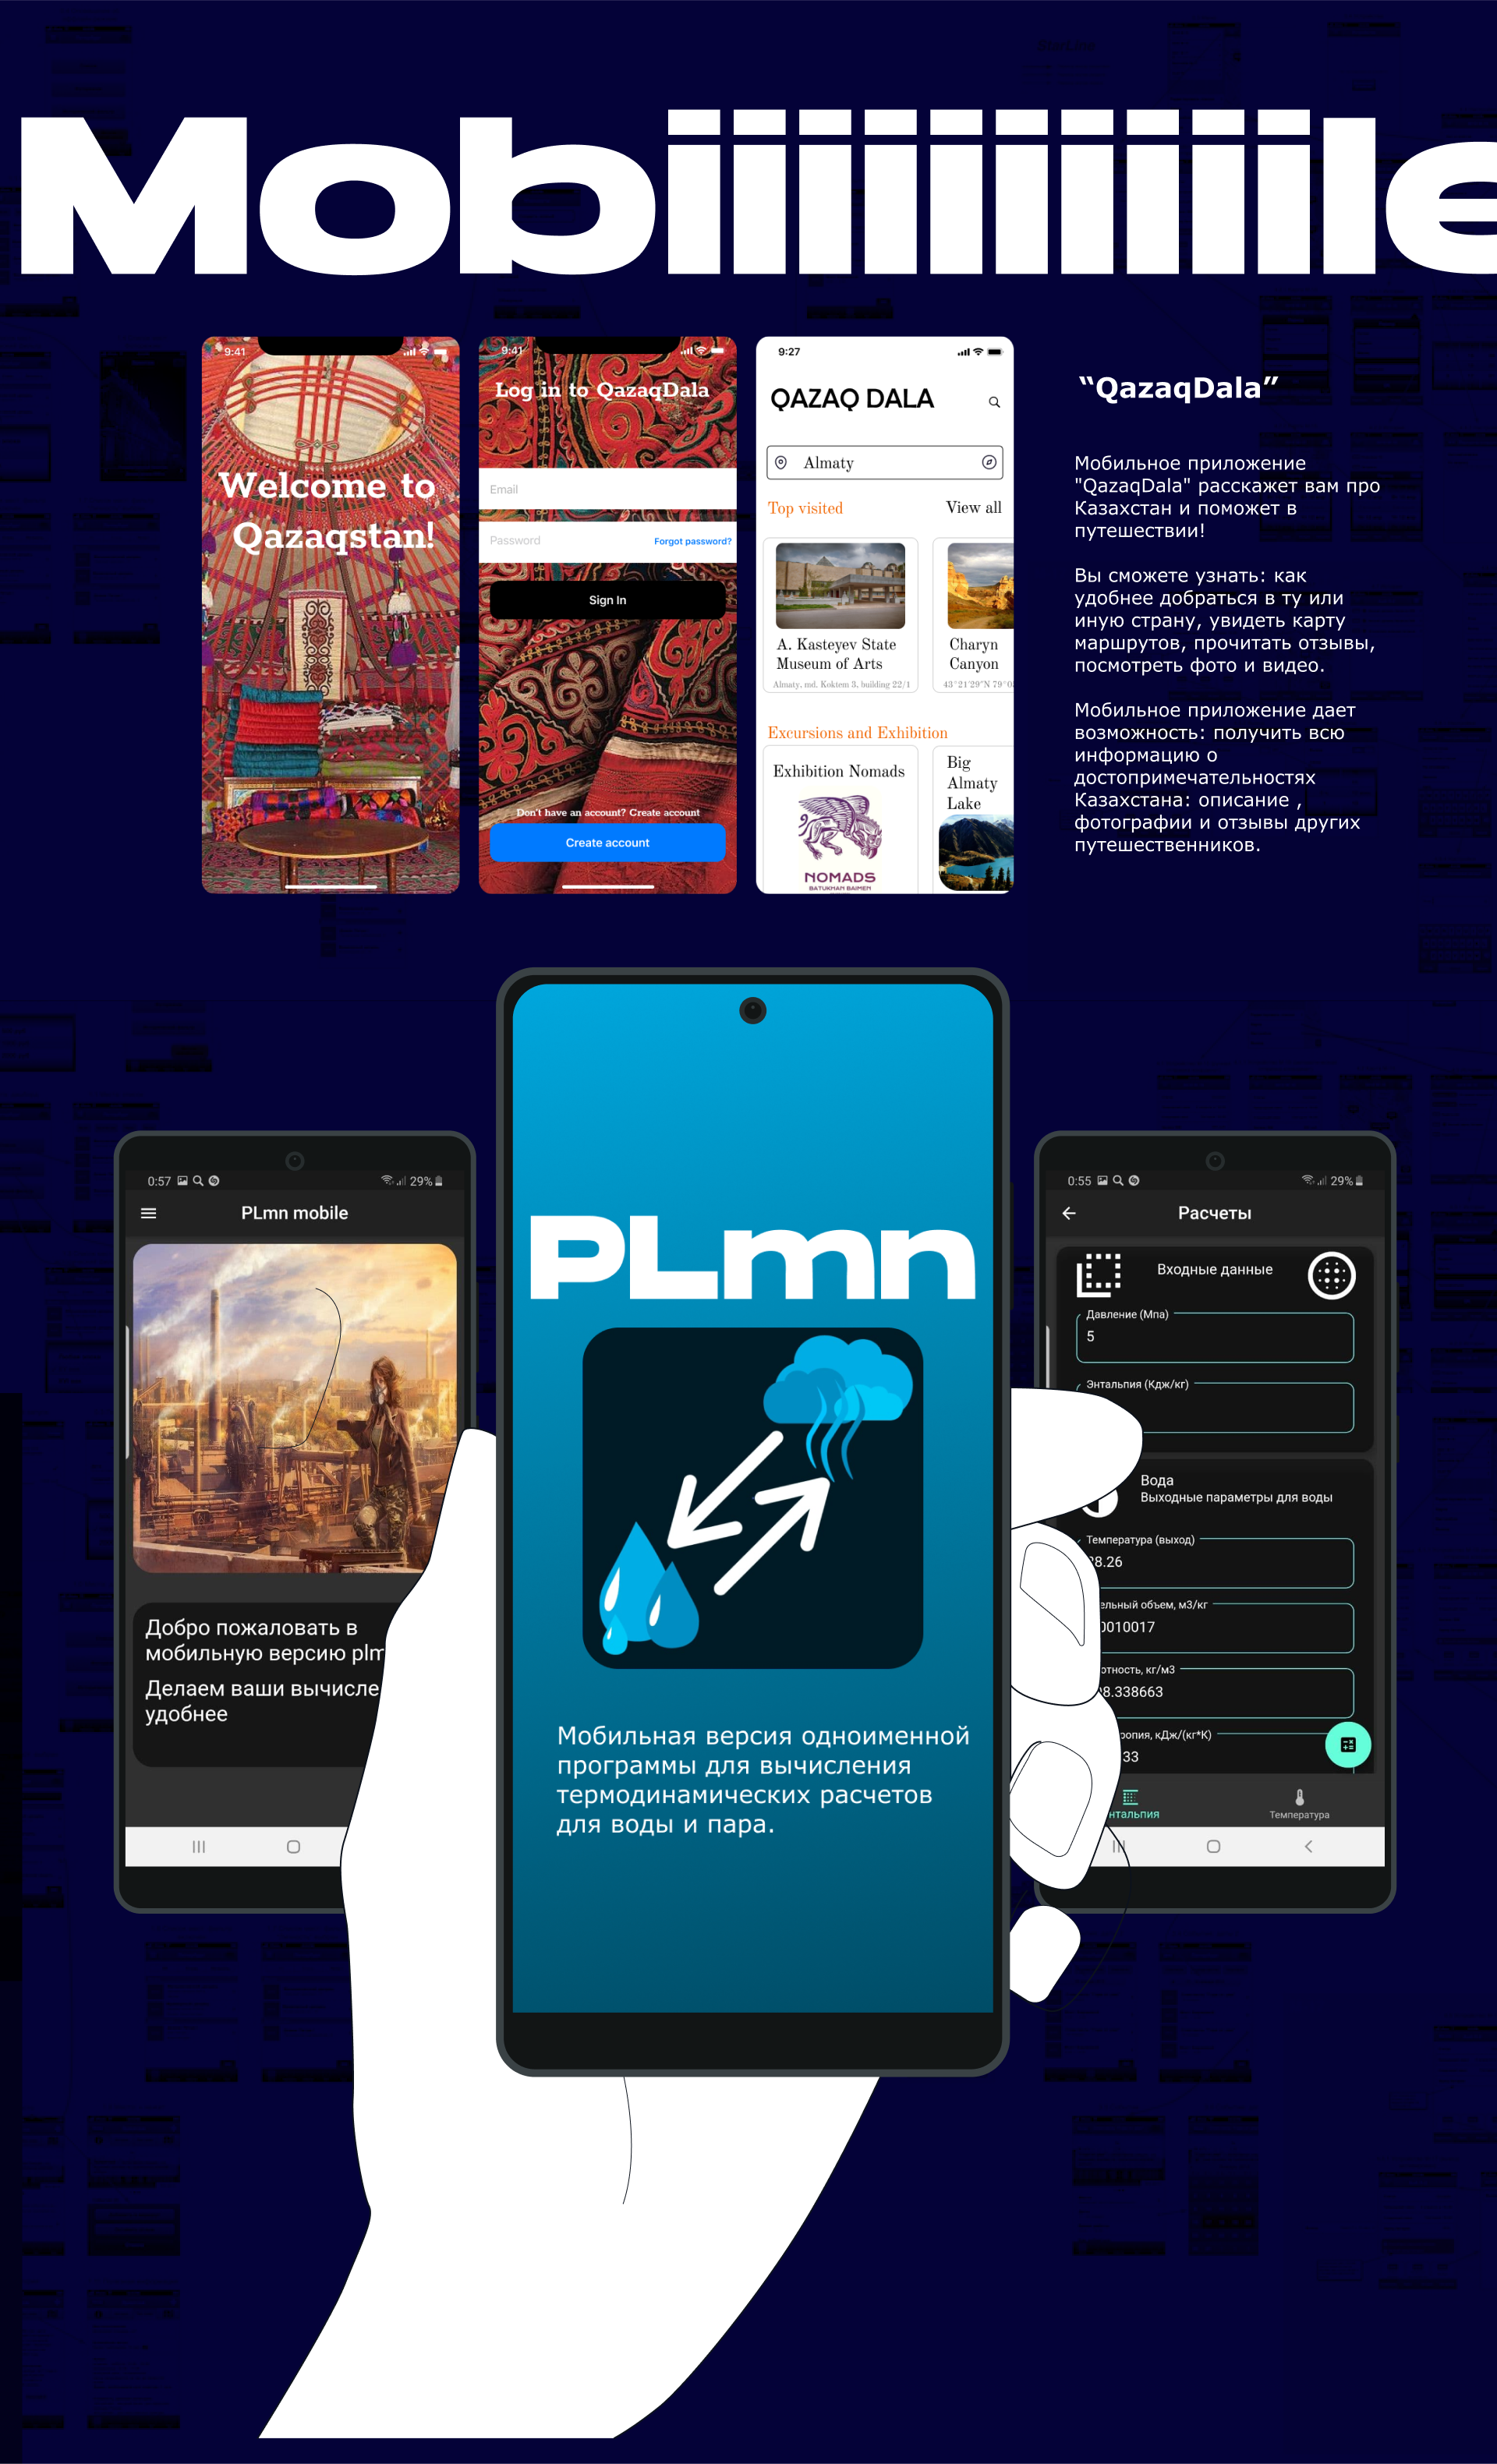 Mobiiiiiiiiiile
9:41
Welcome to
Qazaqstan!
9:41
Log in to QazaqDala
Email
Password
Forgot password?
Sign In
Don't have an account? Create account
Create account
9:27
QAZAQ DALA
Almaty
Top visited
View all
A. Kasteyev State
Museum of Arts
Almaty, md. Koktem 3, building 22/1
Charyn
Canyon
43°21'29"N 79°0
Excursions and Exhibition
Exhibition Nomads
NOMADS
BATUKHAN BAIMEN
Big
Almaty
Lake
“QazaqDala”
Мобильное приложение
"QazaqDala" расскажет вам про
Казахстан и поможет в
путешествии!
Вы сможете узнать: как
удобнее добраться в ту или
иную страну, увидеть карту
маршрутов, прочитать отзывы,
посмотреть фото и видео.
Мобильное приложение дает
возможность: получить всю
информацию о
достопримечательностях
Казахстана: описание ,
фотографии и отзывы других
путешественников.
0:57
29%
PLmn mobile
Добро пожаловать в
мобильную версию plm
Делаем ваши вычисле
удобнее
PLmn
Мобильная версия одноименной
программы для вычисления
термодинамических расчетов
для воды и пара.
0:55
29%
Расчеты
Входные данные
Давление (Мпа)
5
Энтальпия (Кдж/кг)
Вода
Выходные параметры для воды
Температура (выход)
8.26
ельный объем, м3/кг
0010017
отность, кг/м3
8.338663
опия, кДж/(кг*К)
33
нтальпия
Температура